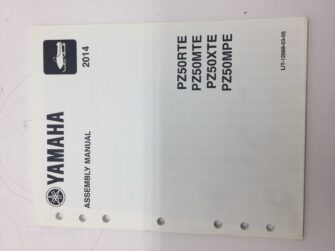 2014
YAMAHA
ASSEMBLY MANUAL
PZ50RTE
PZ50MTE
PZ50XTE
PZ50MPE